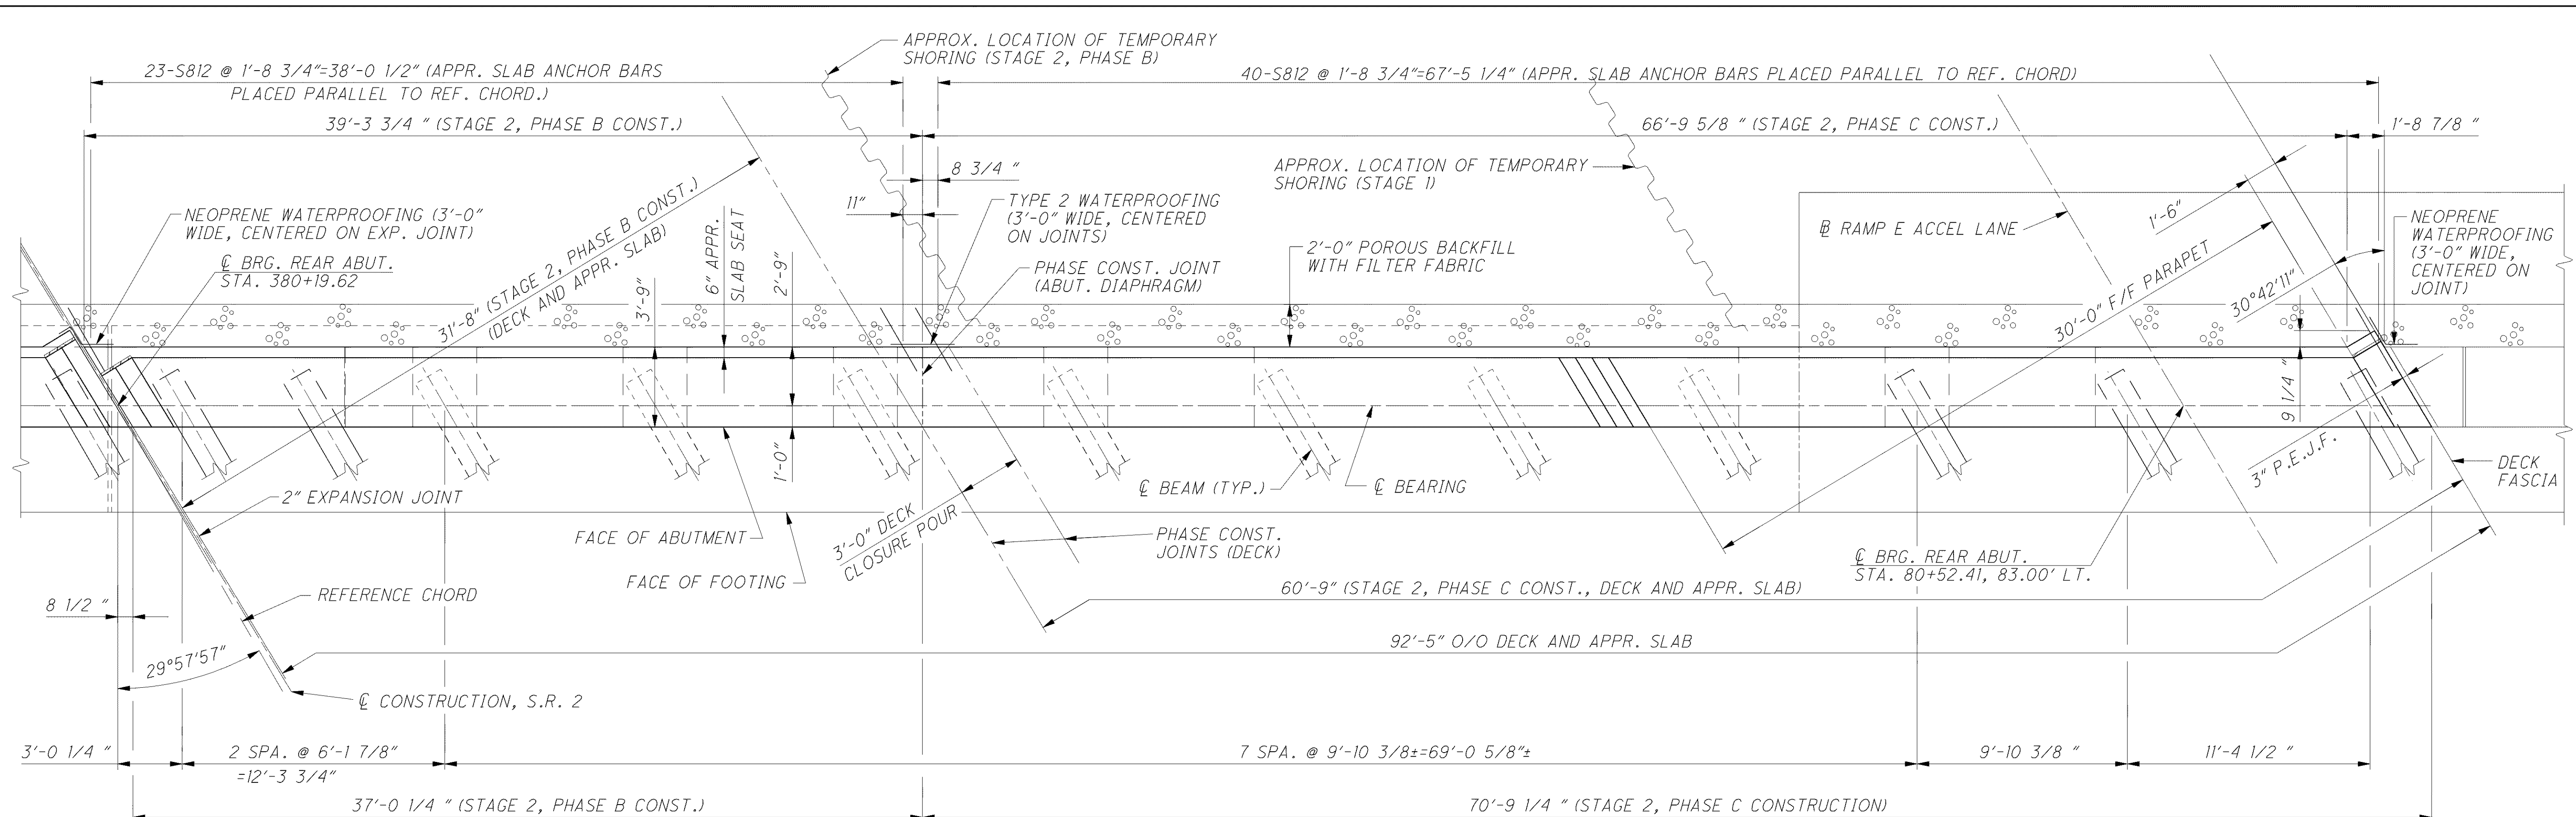 APPROX. LOCATION OF TEMPORARY
SHORING (STAGE 2, PHASE B)
23-S812 @ 1'-8 3/4"=38'-0 1/2" (APPR. SLAB ANCHOR BARS
PLACED PARALLEL TO REF. CHORD.)
40-S812 @ 1'-8 3/4"=67'-5 1/4" (APPR. SLAB ANCHOR BARS PLACED PARALLEL TO REF. CHORD)
39'-3 3/4 " (STAGE 2, PHASE B CONST.)
66'-9 5/8 " (STAGE 2, PHASE C CONST.)
1'-8 7/8 "
8 3/4 "
11"
APPROX. LOCATION OF TEMPORARY
SHORING (STAGE 1)
NEOPRENE WATERPROOFING (3'-0"
WIDE, CENTERED ON EXP. JOINT)
℄ BRG. REAR ABUT.
STA. 380+19.62
31'-8" (STAGE 2, PHASE B CONST.)
(DECK AND APPR. SLAB)
3'-9"
6" APPR.
SLAB SEAT
2'-9"
1'-0"
TYPE 2 WATERPROOFING
(3'-0" WIDE, CENTERED
ON JOINTS)
PHASE CONST. JOINT
(ABUT. DIAPHRAGM)
2'-0" POROUS BACKFILL
WITH FILTER FABRIC
℄ RAMP E ACCEL LANE
1'-6"
30'-0" F/F PARAPET
30°42'11"
NEOPRENE
WATERPROOFING
(3'-0" WIDE,
CENTERED ON
JOINT)
9 1/4 "
3" P.E.J.F.
DECK
FASCIA
2" EXPANSION JOINT
FACE OF ABUTMENT
FACE OF FOOTING
3'-0" DECK
CLOSURE POUR
℄ BEAM (TYP.)
℄ BEARING
PHASE CONST.
JOINTS (DECK)
℄ BRG. REAR ABUT.
STA. 80+52.41, 83.00' LT.
REFERENCE CHORD
8 1/2 "
29°57'57"
℄ CONSTRUCTION, S.R. 2
60'-9" (STAGE 2, PHASE C CONST., DECK AND APPR. SLAB)
92'-5" O/O DECK AND APPR. SLAB
3'-0 1/4 "
2 SPA. @ 6'-1 7/8"
=12'-3 3/4"
7 SPA. @ 9'-10 3/8±=69'-0 5/8"±
9'-10 3/8 "
11'-4 1/2 "
37'-0 1/4 " (STAGE 2, PHASE B CONST.)
70'-9 1/4 " (STAGE 2, PHASE C CONSTRUCTION)